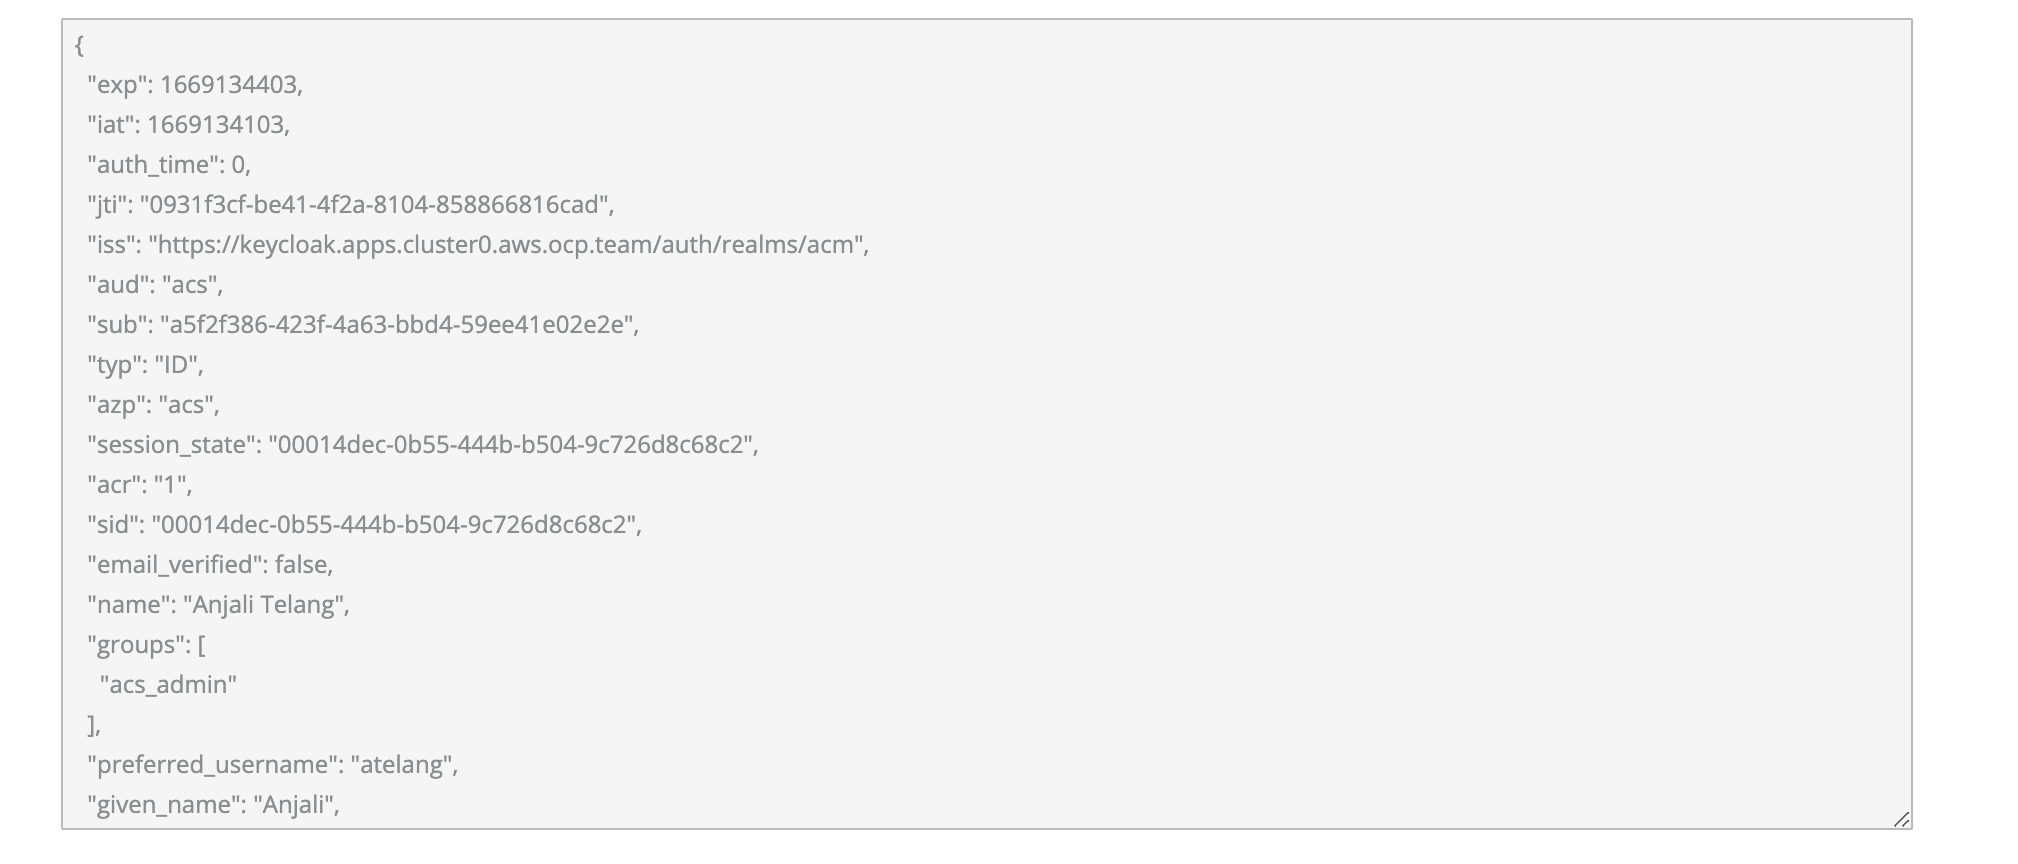 {
"exp": 1669134403,
"iat": 1669134103,
"auth_time": 0,
"jti": "0931f3cf-be41-4f2a-8104-858866816cad",
"iss": "https://keycloak.apps.cluster0.aws.ocp.team/auth/realms/acm",
"aud": "acs",
"sub": "a5f2f386-423f-4a63-bbd4-59ee41e02e2e",
"typ": "ID",
"azp": "acs",
"session_state": "00014dec-0b55-444b-b504-9c726d8c68c2",
"acr": "1",
"sid": "00014dec-0b55-444b-b504-9c726d8c68c2",
"email_verified": false,
"name": "Anjali Telang",
"groups": [
"acs_admin"
],
"preferred_username": "atelang",
"given_name": "Anjali",